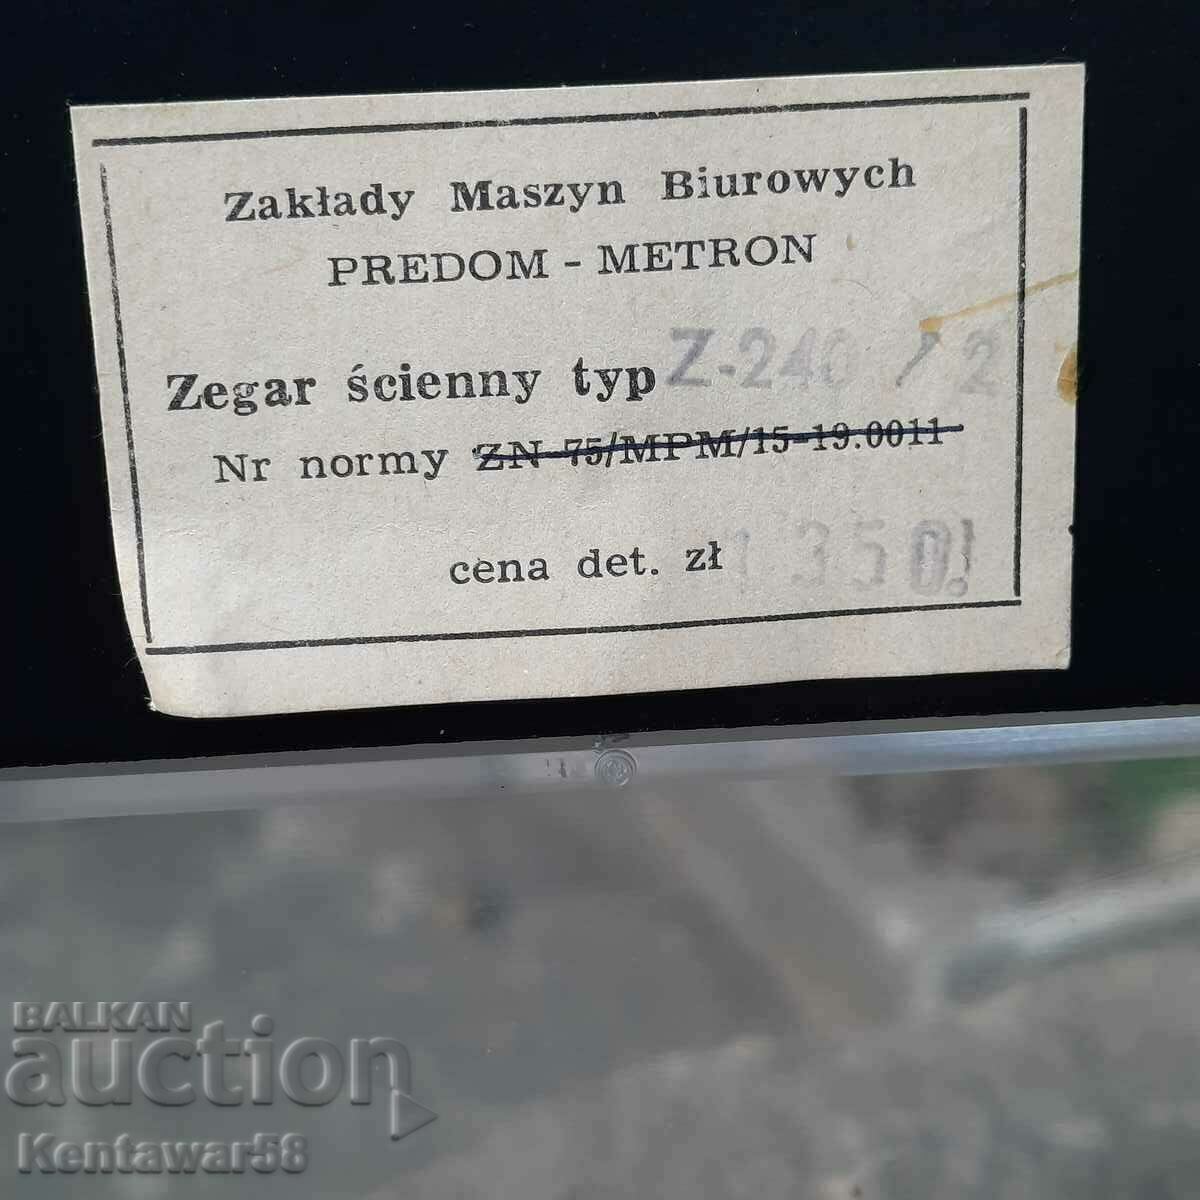 Zakłady Maszyn Biurowych
PREDOM - METRON
Zegar ścienny typ Z-240 / 2
Nr normy ZN-75/MPM/15-19.0011
cena det. zł 1350!
BALKAN
auction
Kentawar58